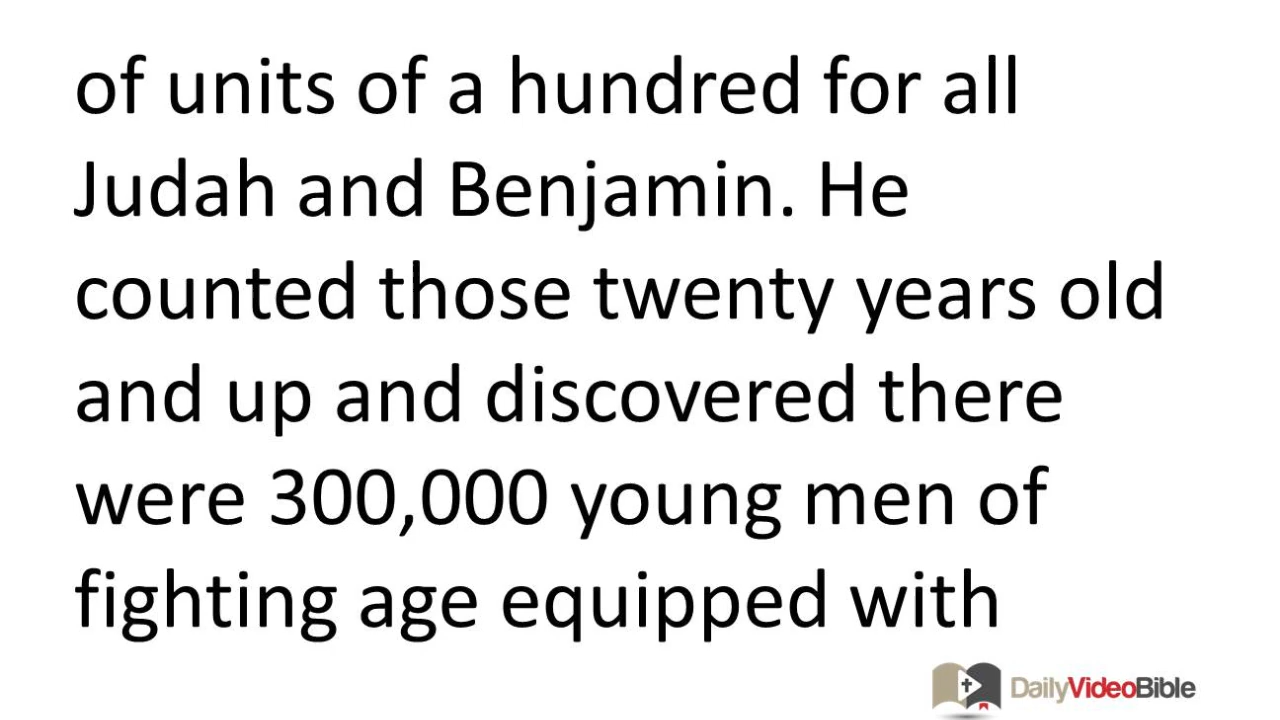 of units of a hundred for all
Judah and Benjamin. He
counted those twenty years old
and up and discovered there
were 300,000 young men of
fighting age equipped with
DailyVideoBible